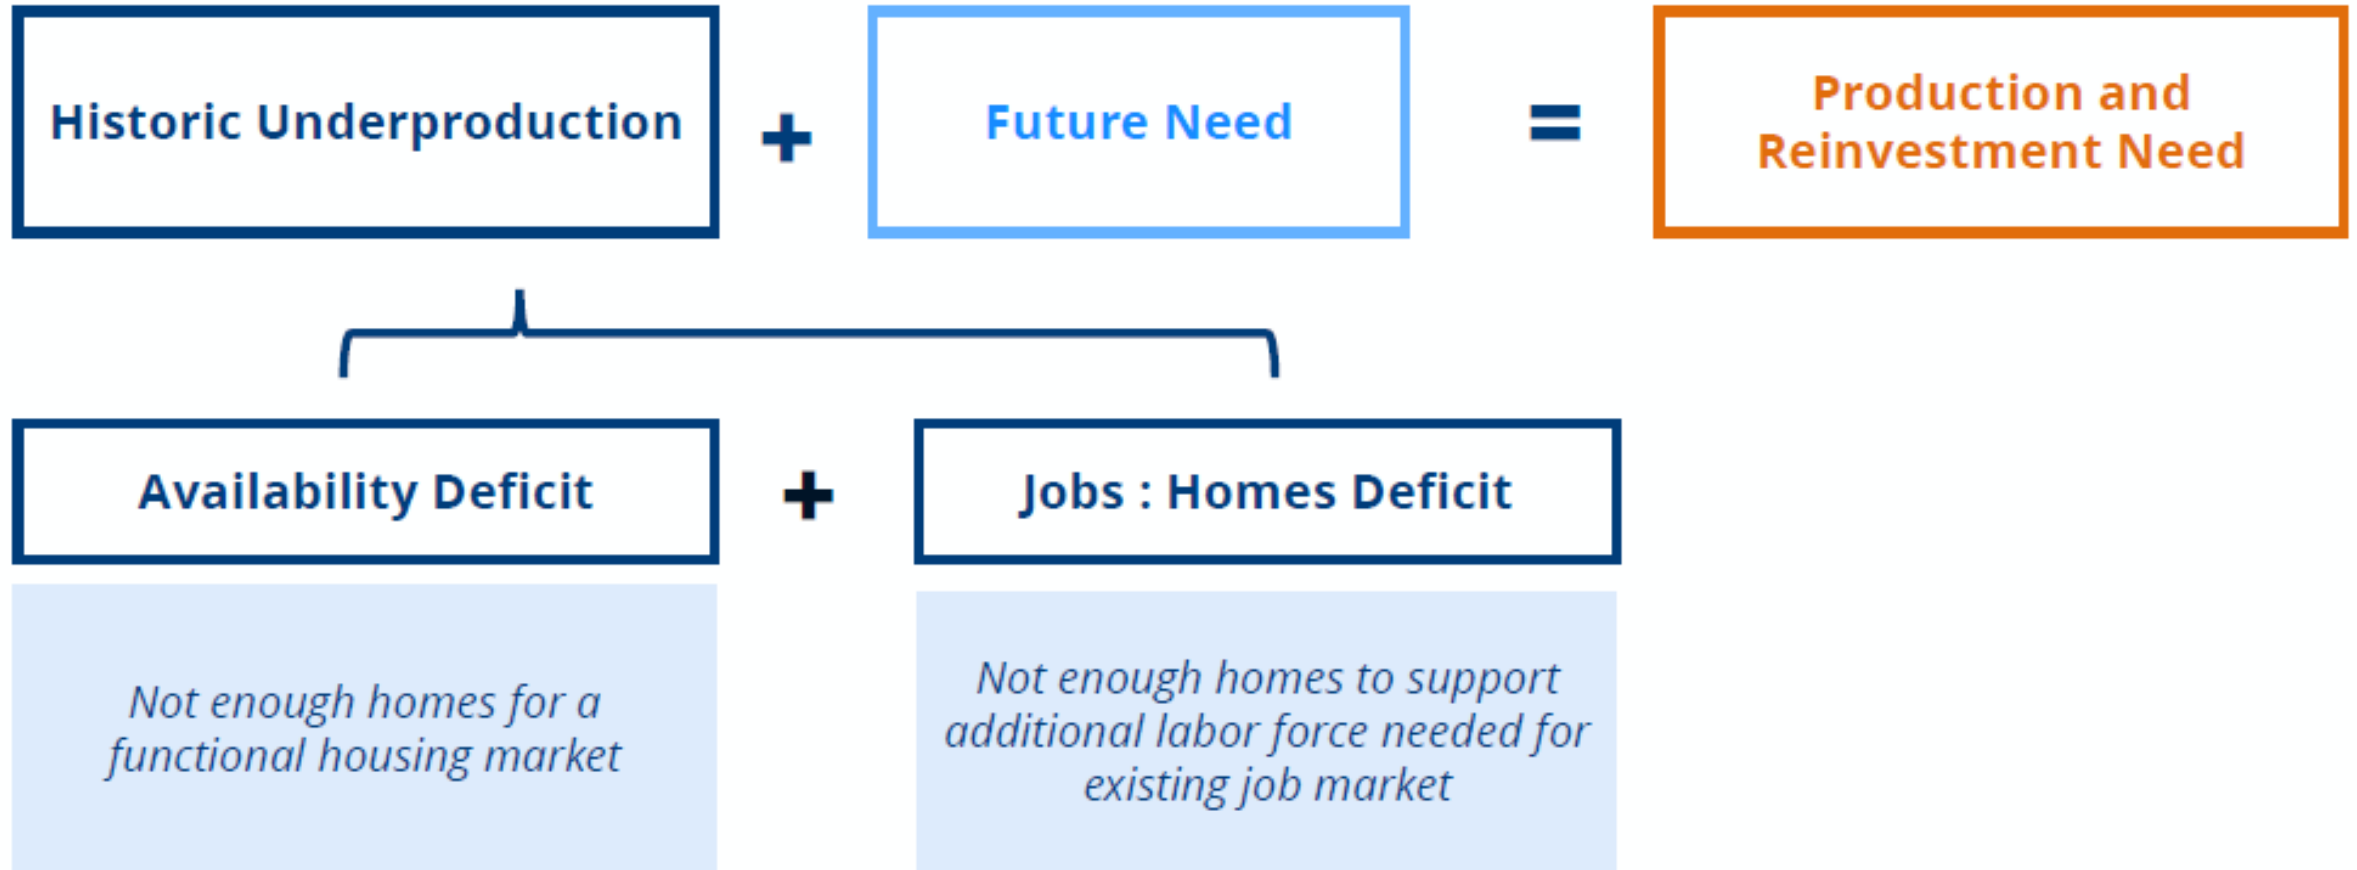 Historic Underproduction
+
Future Need
=
Production and
Reinvestment Need
Availability Deficit
+
Jobs : Homes Deficit
Not enough homes for a
functional housing market
Not enough homes to support
additional labor force needed for
existing job market